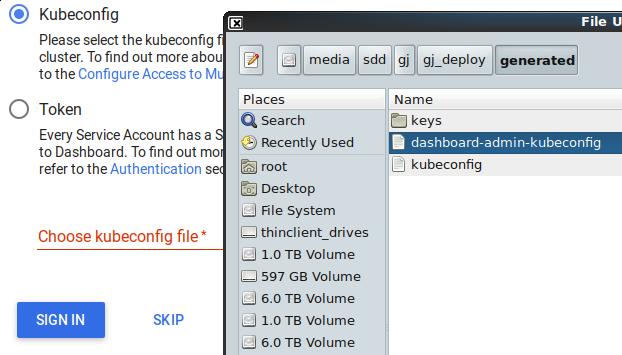 Kubeconfig
Please select the kubeconfig
cluster. To find out more abou
to the Configure Access to Mu
Token
Every Service Account has a S
to Dashboard. To find out mor
refer to the Authentication sec
Choose kubeconfig file *
SIGN IN
SKIP
File U
media
sdd
gj
gj_deploy
generated
Places
Search
Recently Used
root
Desktop
File System
thinclient_drives
1.0 TB Volume
597 GB Volume
6.0 TB Volume
1.0 TB Volume
6.0 TB Volume
Name
keys
dashboard-admin-kubeconfig
kubeconfig